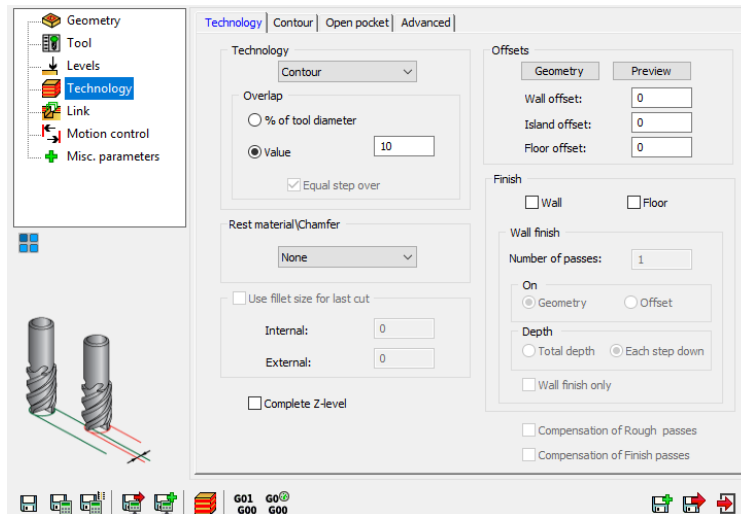 Geometry
Tool
Levels
Technology
Link
Motion control
Misc. parameters
Technology
Contour
Open pocket
Advanced
Technology
Contour
Overlap
% of tool diameter
Value
10
Equal step over
Rest material\Chamfer
None
Use fillet size for last cut
Internal:
0
External:
0
Complete Z-level
Offsets
Geometry
Preview
Wall offset:
0
Island offset:
0
Floor offset:
0
Finish
Wall
Floor
Wall finish
Number of passes:
1
On
Geometry
Offset
Depth
Total depth
Each step down
Wall finish only
Compensation of Rough passes
Compensation of Finish passes
G01
G00
G0
G00